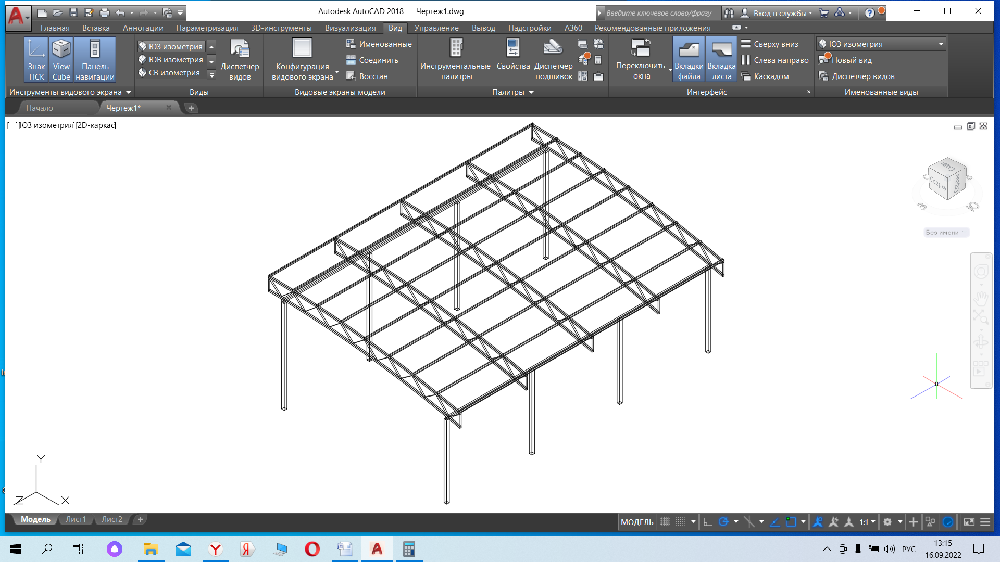 Autodesk AutoCAD 2018 Чертеж1.dwg
Введите ключевое слово/фразу
Вход в службы
Главная Вставка Аннотации Параметризация 3D-инструменты Визуализация Вид Управление Вывод Надстройки A360 Рекомендованные приложения
Знак ПСК
View Cube
Панель навигации
ЮЗ изометрия
ЮВ изометрия
СВ изометрия
Диспетчер видов
Конфигурация видового экрана
Именованные
Соединить
Восстан
Инструментальные палитры
Свойства
Диспетчер подшивок
Переключить окна
Вкладки файла
Вкладка листа
Сверху вниз
Слева направо
Каскадом
ЮЗ изометрия
Новый вид
Диспетчер видов
Инструменты видового экрана Виды Видовые экраны модели Палитры Интерфейс Именованные виды
Начало Чертеж1*
[−][ЮЗ изометрия][2D-каркас]
Сзади
Сверху
Справа
З Ю
Без имени
Y
Z X
Модель Лист1 Лист2
МОДЕЛЬ 1:1
РУС
13:15
16.09.2022